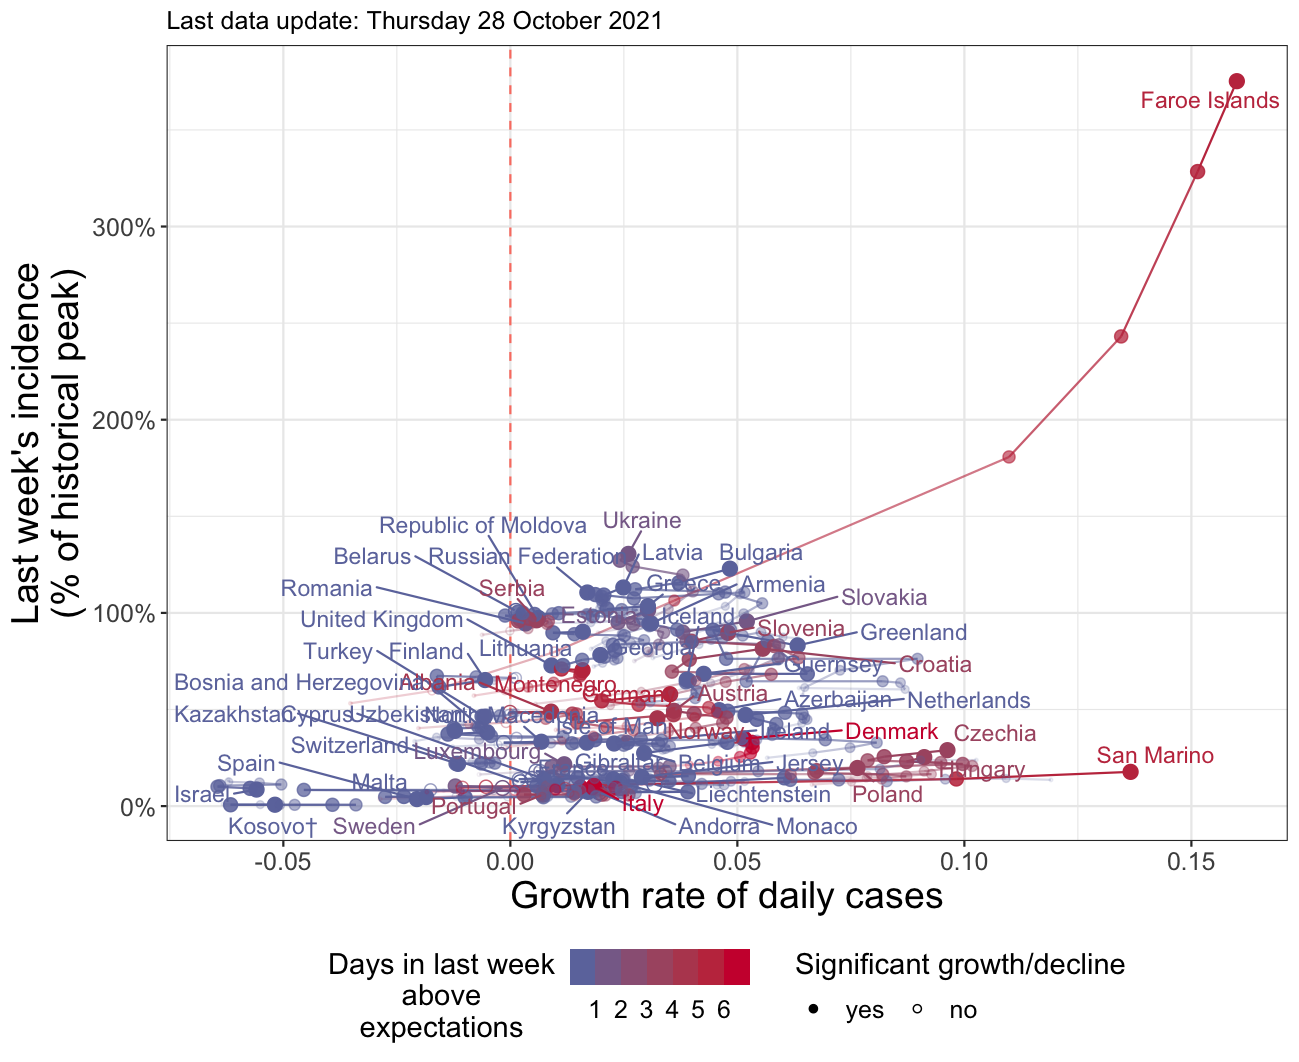 Last data update: Thursday 28 October 2021
Last week's incidence
(% of historical peak)
300%
200%
100%
0%
Faroe Islands
Republic of Moldova
Ukraine
Belarus
Russian Federation
Latvia
Bulgaria
Romania
Serbia
Greece
Armenia
Slovakia
United Kingdom
Estonia
Iceland
Slovenia
Greenland
Turkey
Finland
Lithuania
Georgia
Guernsey
Croatia
Bosnia and Herzegovina
Albania
Montenegro
Germany
Austria
Azerbaijan
Netherlands
Kazakhstan
Cyprus
Uzbekistan
North Macedonia
Isle of Man
Norway
Ireland
Denmark
Czechia
Switzerland
Luxembourg
Spain
Malta
Gibraltar
Belgium
Jersey
Hungary
San Marino
Israel
Portugal
Italy
Liechtenstein
Poland
Kosovo†
Sweden
Kyrgyzstan
Andorra
Monaco
-0.05
0.00
0.05
0.10
0.15
Growth rate of daily cases
Days in last week
above
expectations
1 2 3 4 5 6
Significant growth/decline
yes
no